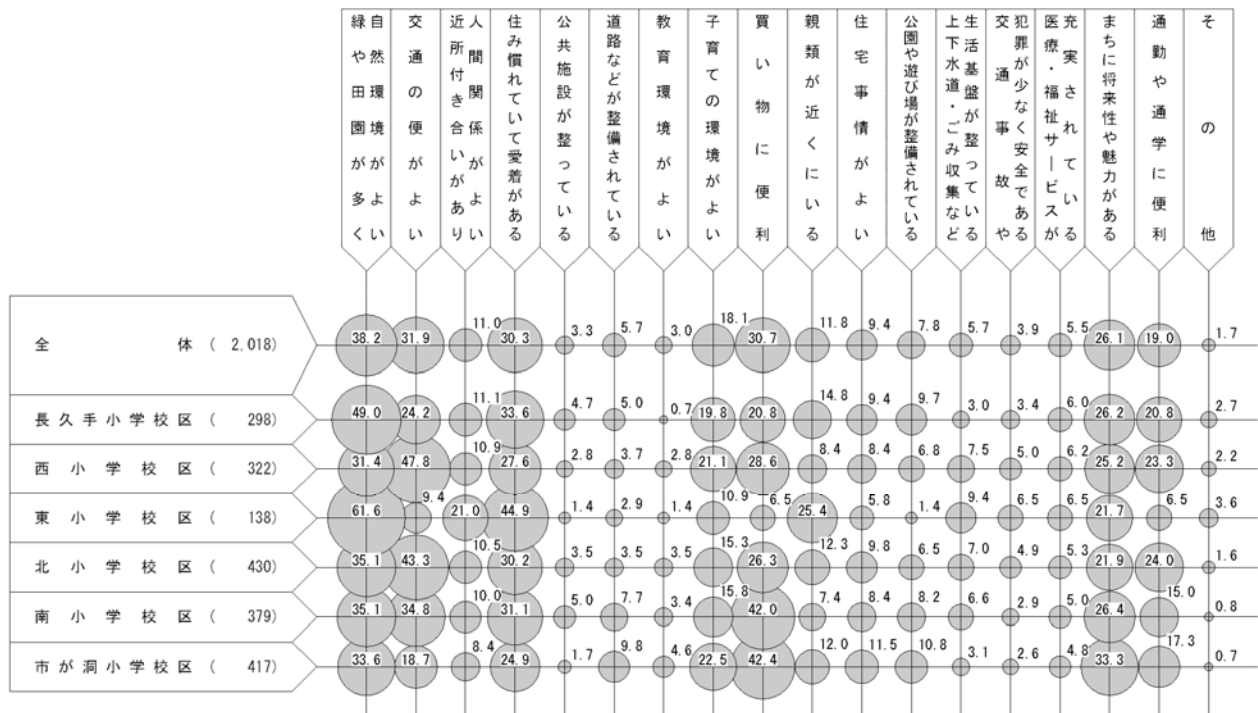 緑や田園が多く
自然環境がよい
交通の便がよい
近所付き合いがあり
人間関係がよい
住み慣れていて愛着がある
公共施設が整っている
道路などが整備されている
教育環境がよい
子育ての環境がよい
買い物に便利
親類が近くにいる
住宅事情がよい
公園や遊び場が整備されている
上下水道・ごみ収集など
生活基盤が整っている
交通事故や
犯罪が少なく安全である
医療・福祉サービスが
充実されている
まちに将来性や魅力がある
通勤や通学に便利
その他
全体 ( 2,018) 38.2 31.9 11.0 30.3 3.3 5.7 3.0 18.1 30.7 11.8 9.4 7.8 5.7 3.9 5.5 26.1 19.0 1.7
長久手小学校区 ( 298) 49.0 24.2 11.1 33.6 4.7 5.0 0.7 19.8 20.8 14.8 9.4 9.7 3.0 3.4 6.0 26.2 20.8 2.7
西小学校区 ( 322) 31.4 47.8 10.9 27.6 2.8 3.7 2.8 21.1 28.6 8.4 8.4 6.8 7.5 5.0 6.2 25.2 23.3 2.2
東小学校区 ( 138) 61.6 9.4 21.0 44.9 1.4 2.9 1.4 10.9 6.5 25.4 5.8 1.4 9.4 6.5 6.5 21.7 6.5 3.6
北小学校区 ( 430) 35.1 43.3 10.5 30.2 3.5 3.5 3.5 15.3 26.3 12.3 9.8 6.5 7.0 4.9 5.3 21.9 24.0 1.6
南小学校区 ( 379) 35.1 34.8 10.0 31.1 5.0 7.7 3.4 15.8 42.0 7.4 8.4 8.2 6.6 2.9 5.0 26.4 15.0 0.8
市が洞小学校区 ( 417) 33.6 18.7 8.4 24.9 1.7 9.8 4.6 22.5 42.4 12.0 11.5 10.8 3.1 2.6 4.8 33.3 17.3 0.7